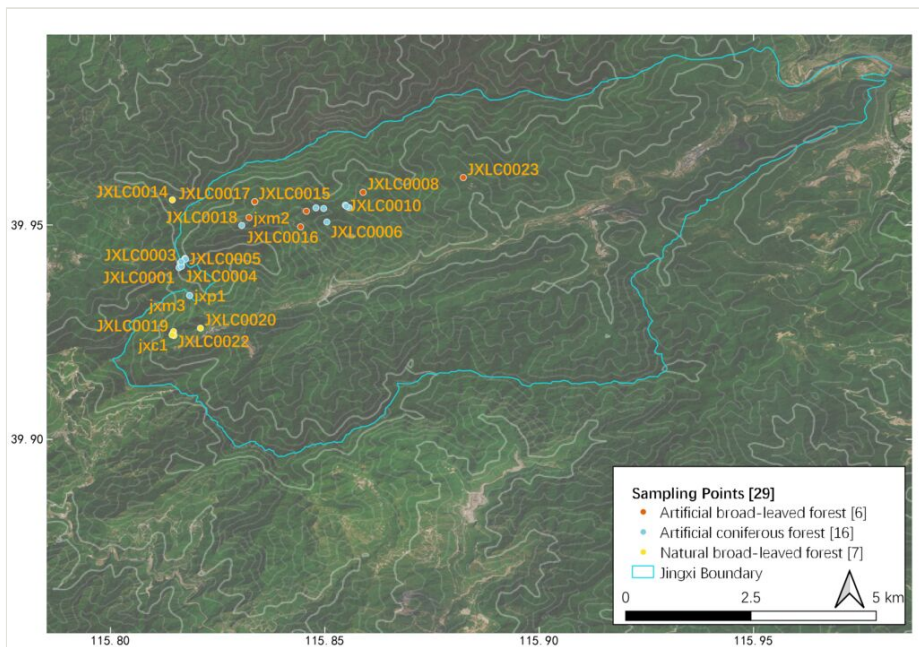 JXLC0014
JXLC0017
JXLC0015
JXLC0008
JXLC0023
JXLC0018
jxm2
JXLC0010
39.95
JXLC0016
JXLC0006
JXLC0003
JXLC0005
JXLC0001
JXLC0004
jxm3
jxp1
JXLC0019
JXLC0020
jxc1
JXLC0022
39.90
Sampling Points [29]
Artificial broad-leaved forest [6]
Artificial coniferous forest [16]
Natural broad-leaved forest [7]
Jingxi Boundary
0 2.5 5 km
115.80 115.85 115.90 115.95